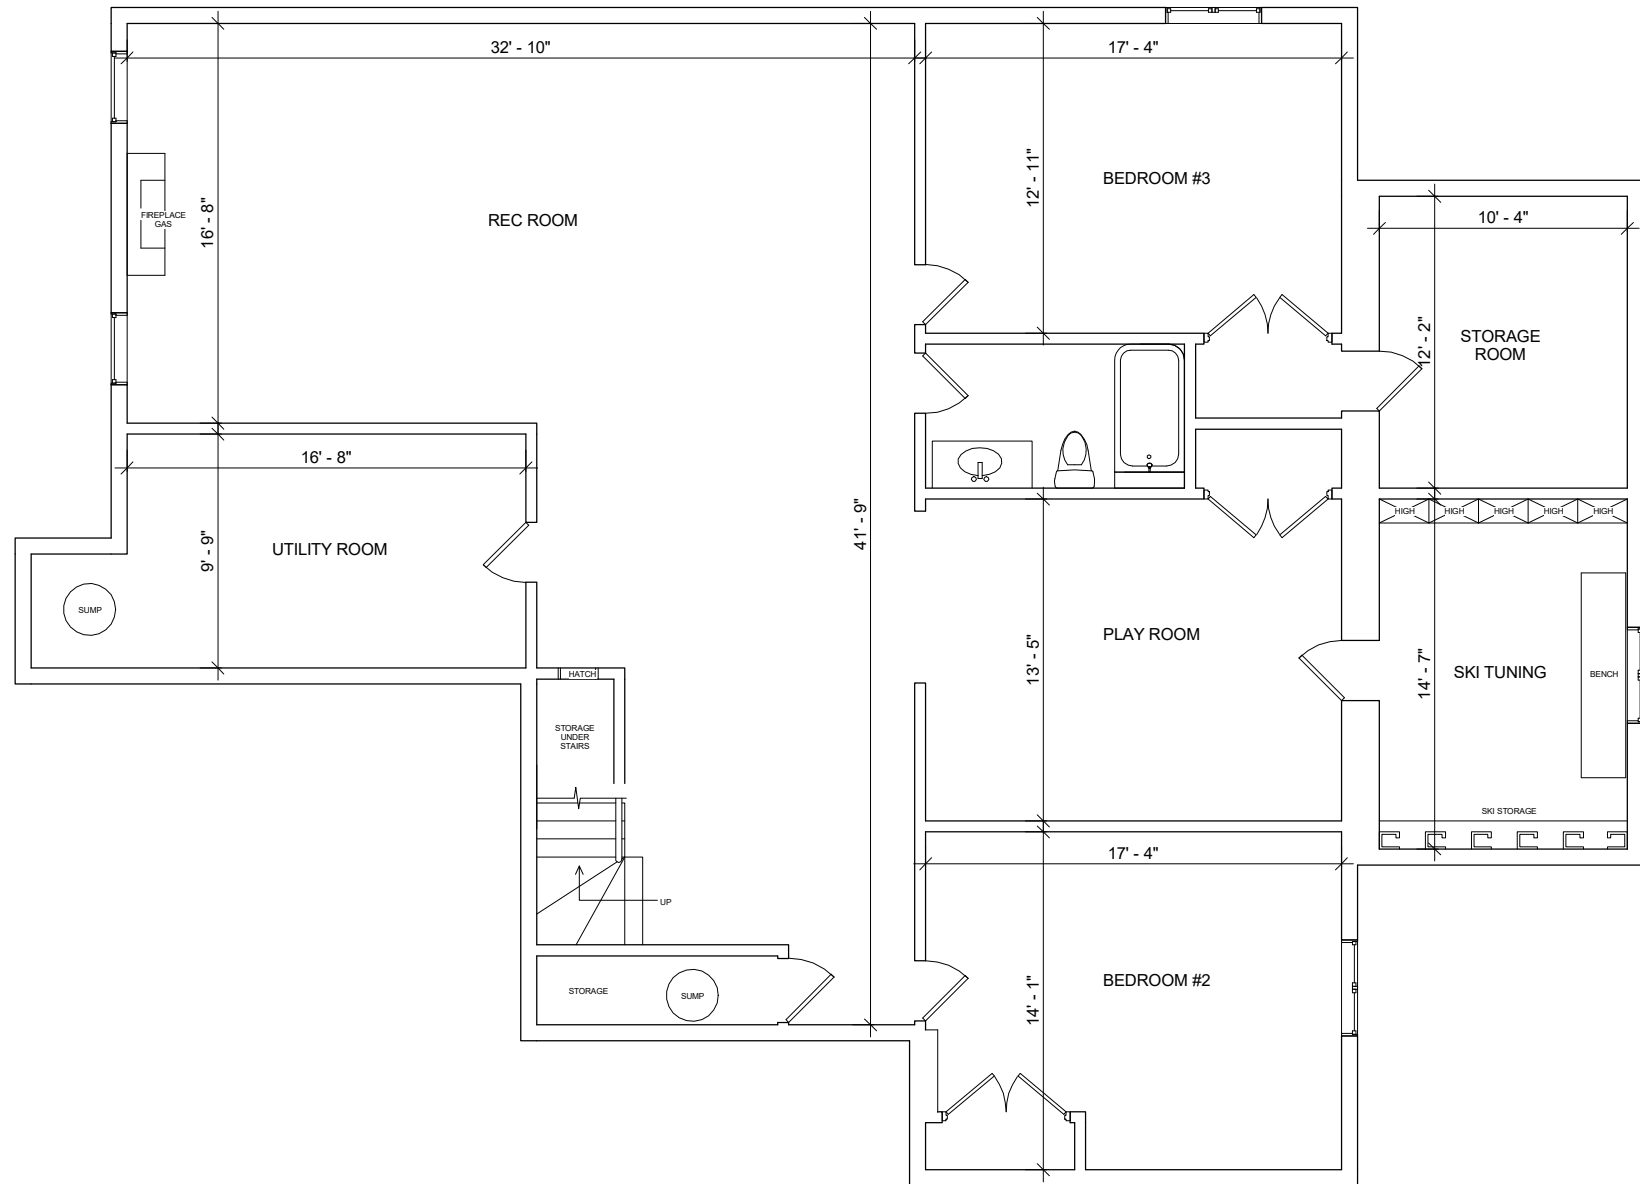 32' - 10"
17' - 4"
12' - 11"
BEDROOM #3
16' - 8"
FIREPLACE
GAS
REC ROOM
10' - 4"
12' - 2"
STORAGE
ROOM
16' - 8"
41' - 9"
9' - 9"
UTILITY ROOM
SUMP
HIGH
HIGH
HIGH
HIGH
HIGH
PLAY ROOM
13' - 5"
14' - 7"
SKI TUNING
BENCH
HATCH
STORAGE
UNDER
STAIRS
SKI STORAGE
17' - 4"
UP
STORAGE
SUMP
14' - 1"
BEDROOM #2